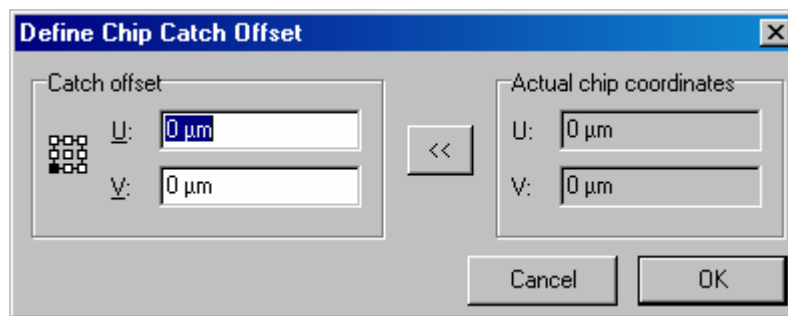 Define Chip Catch Offset
Catch offset
U: 0 µm
V: 0 µm
<<
Actual chip coordinates
U: 0 µm
V: 0 µm
Cancel
OK